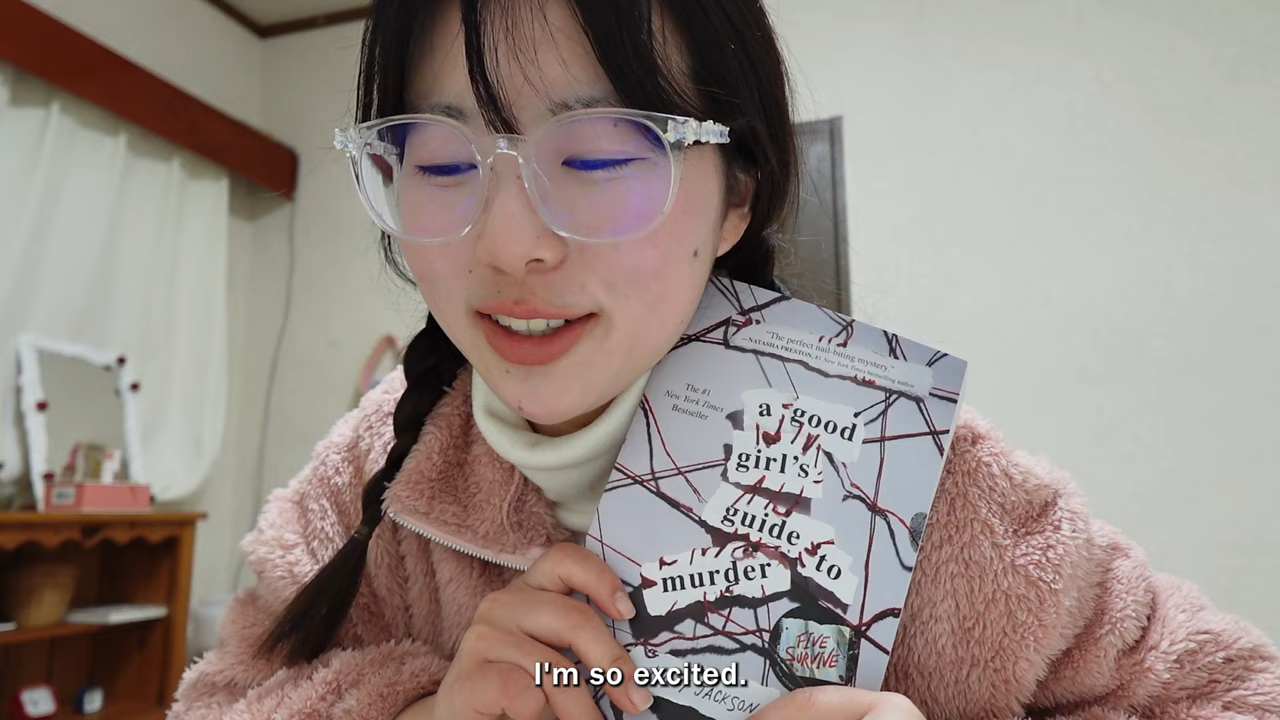 "The perfect nail-biting mystery."
—NATASHA PRESTON, #1 New York Times bestselling author
The #1
New York Times
Bestseller
a good
girl's
guide to
murder
FIVE
SURVIVE
JACKSON
I'm so excited.